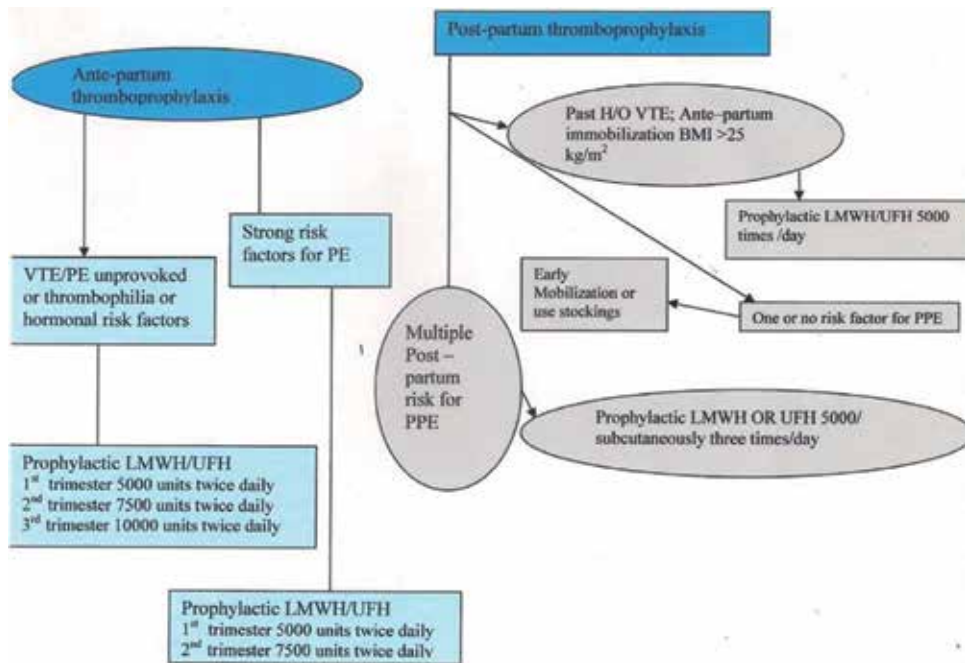 Ante-partum
thromboprophylaxis
VTE/PE unprovoked
or thrombophilia or
hormonal risk factors
Strong risk
factors for PE
Prophylactic LMWH/UFH
1st trimester 5000 units twice daily
2nd trimester 7500 units twice daily
3rd trimester 10000 units twice daily
Prophylactic LMWH/UFH
1st trimester 5000 units twice daily
2nd trimester 7500 units twice daily
Post-partum thromboprophylaxis
Past H/O VTE; Ante–partum
immobilization BMI >25
kg/m2
Prophylactic LMWH/UFH 5000
times /day
Early
Mobilization or
use stockings
One or no risk factor for PPE
Multiple
Post –
partum
risk for
PPE
Prophylactic LMWH OR UFH 5000/
subcutaneously three times/day